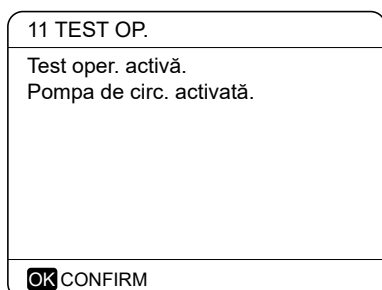 11 TEST OP.
Test oper. activă.
Pompa de circ. activată.
OK CONFIRM